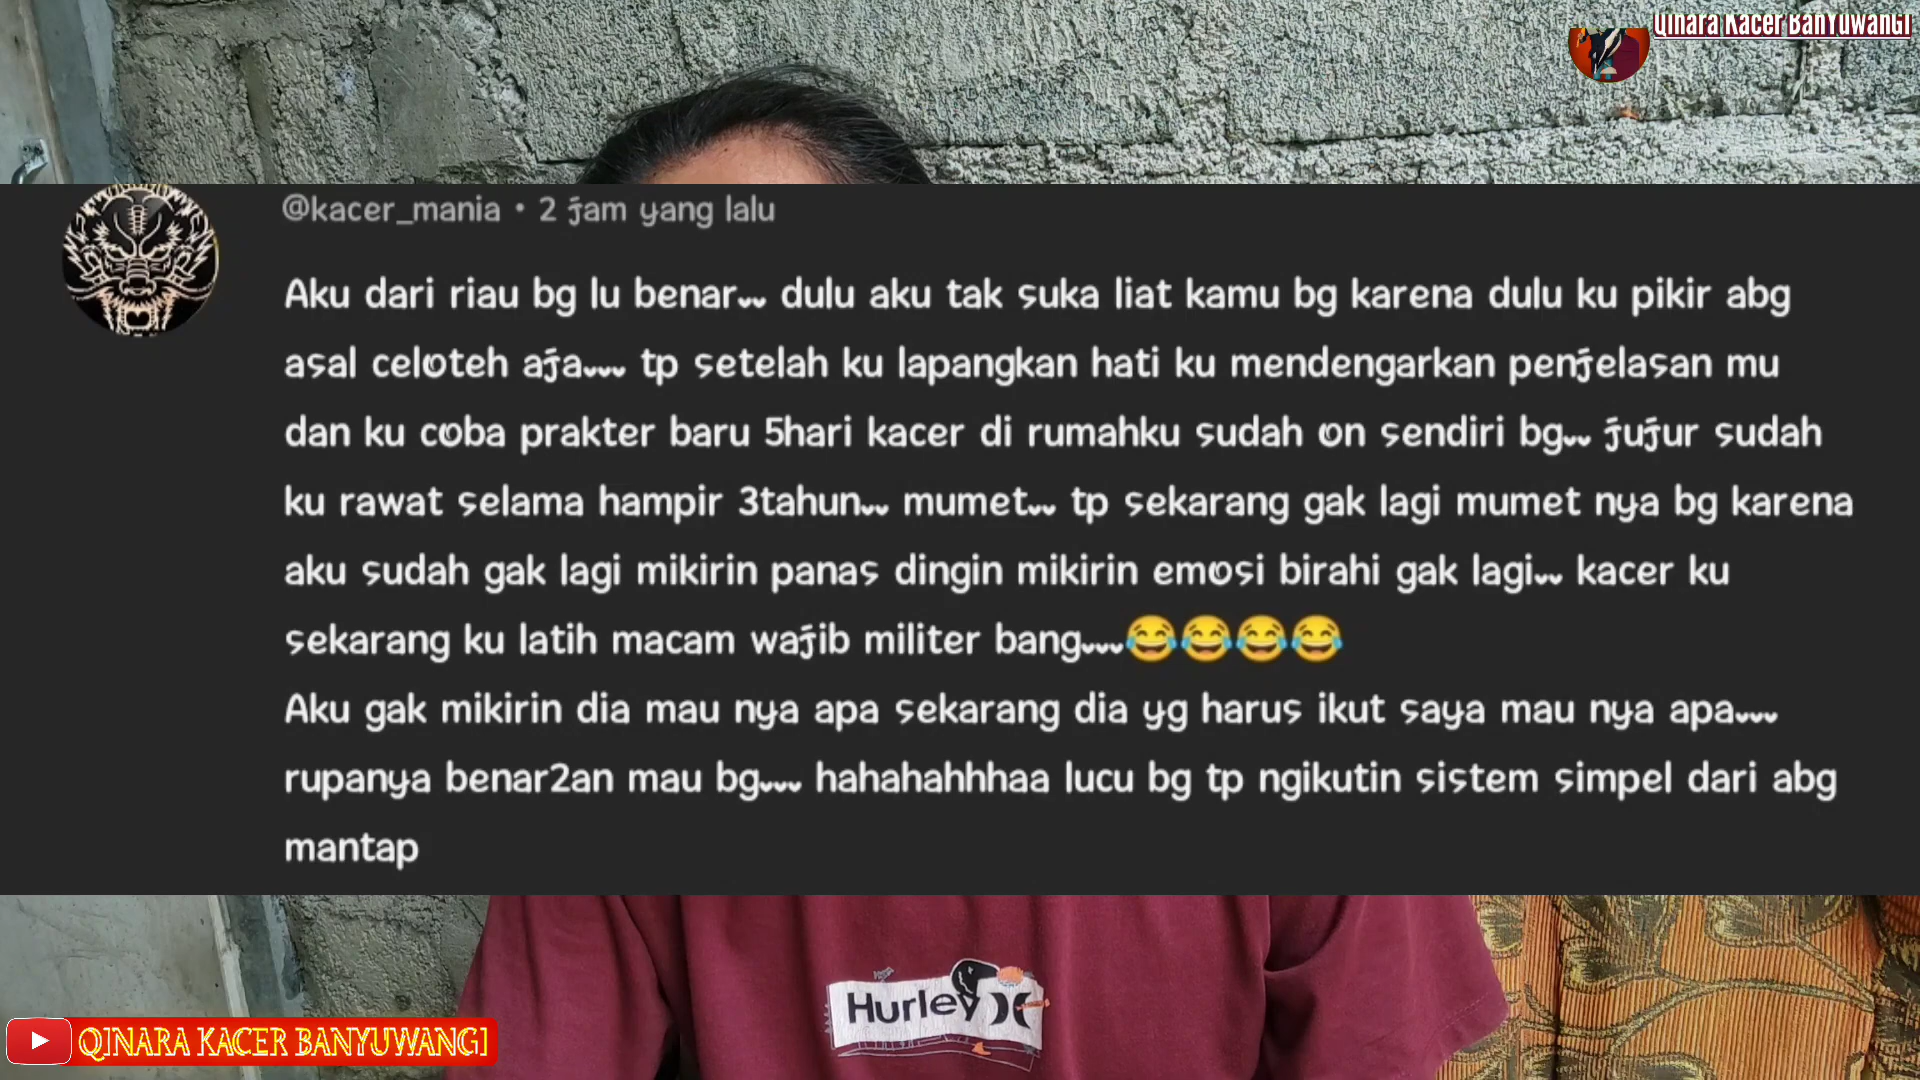 QINARA KACER BANYUWANGI
@kacer_mania • 2 jam yang lalu
Aku dari riau bg lu benar.. dulu aku tak suka liat kamu bg karena dulu ku pikir abg
asal celoteh aja... tp setelah ku lapangkan hati ku mendengarkan penjelasan mu
dan ku coba prakter baru 5hari kacer di rumahku sudah on sendiri bg.. jujur sudah
ku rawat selama hampir 3tahun.. mumet.. tp sekarang gak lagi mumet nya bg karena
aku sudah gak lagi mikirin panas dingin mikirin emosi birahi gak lagi.. kacer ku
sekarang ku latih macam wajib militer bang...😂😂😂😂
Aku gak mikirin dia mau nya apa sekarang dia yg harus ikut saya mau nya apa...
rupanya benar2an mau bg... hahahahhhaa lucu bg tp ngikutin sistem simpel dari abg
mantap
Hurley
QINARA KACER BANYUWANGI